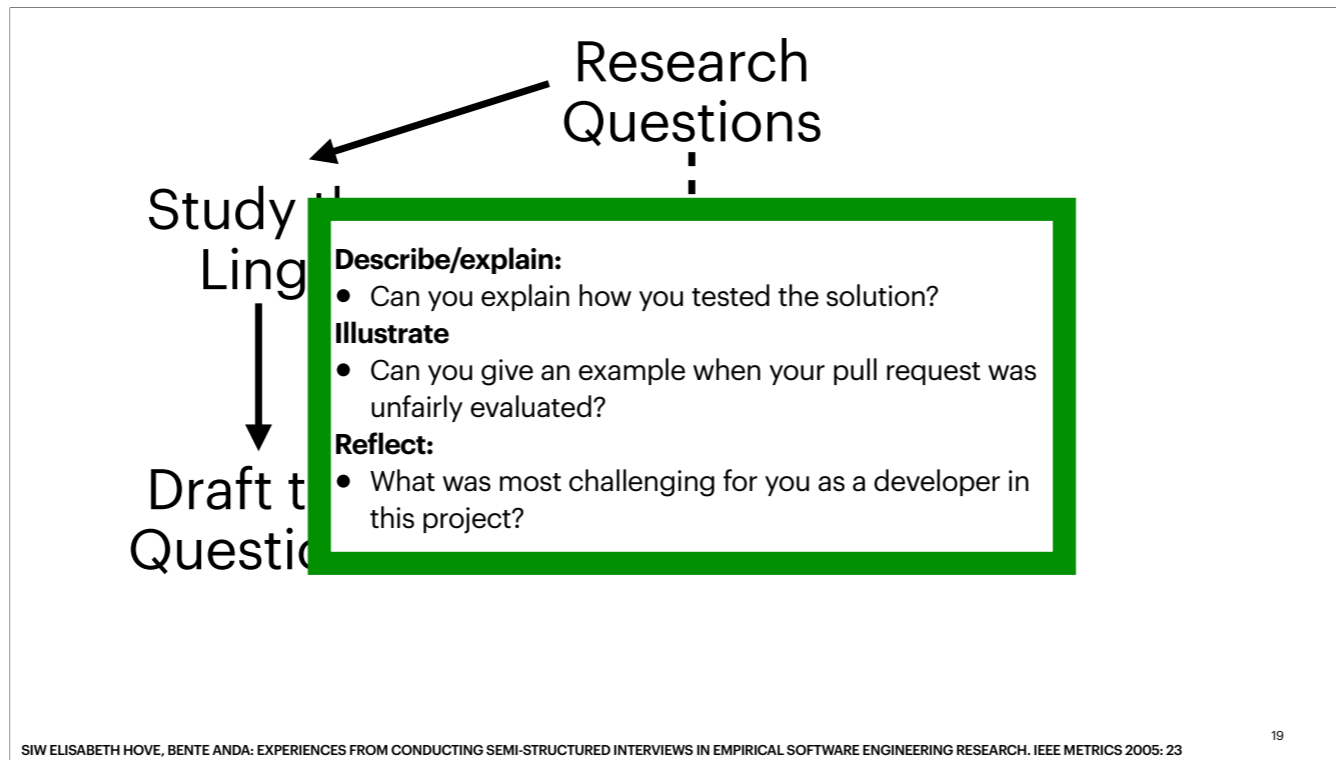 Research
Questions
Study
Ling
Describe/explain:
• Can you explain how you tested the solution?
Illustrate
• Can you give an example when your pull request was
unfairly evaluated?
Reflect:
• What was most challenging for you as a developer in
this project?
Draft
SIW ELISABETH HOVE, BENTE ANDA: EXPERIENCES FROM CONDUCTING SEMI-STRUCTURED INTERVIEWS IN EMPIRICAL SOFTWARE ENGINEERING RESEARCH. IEEE METRICS 2005: 23
19